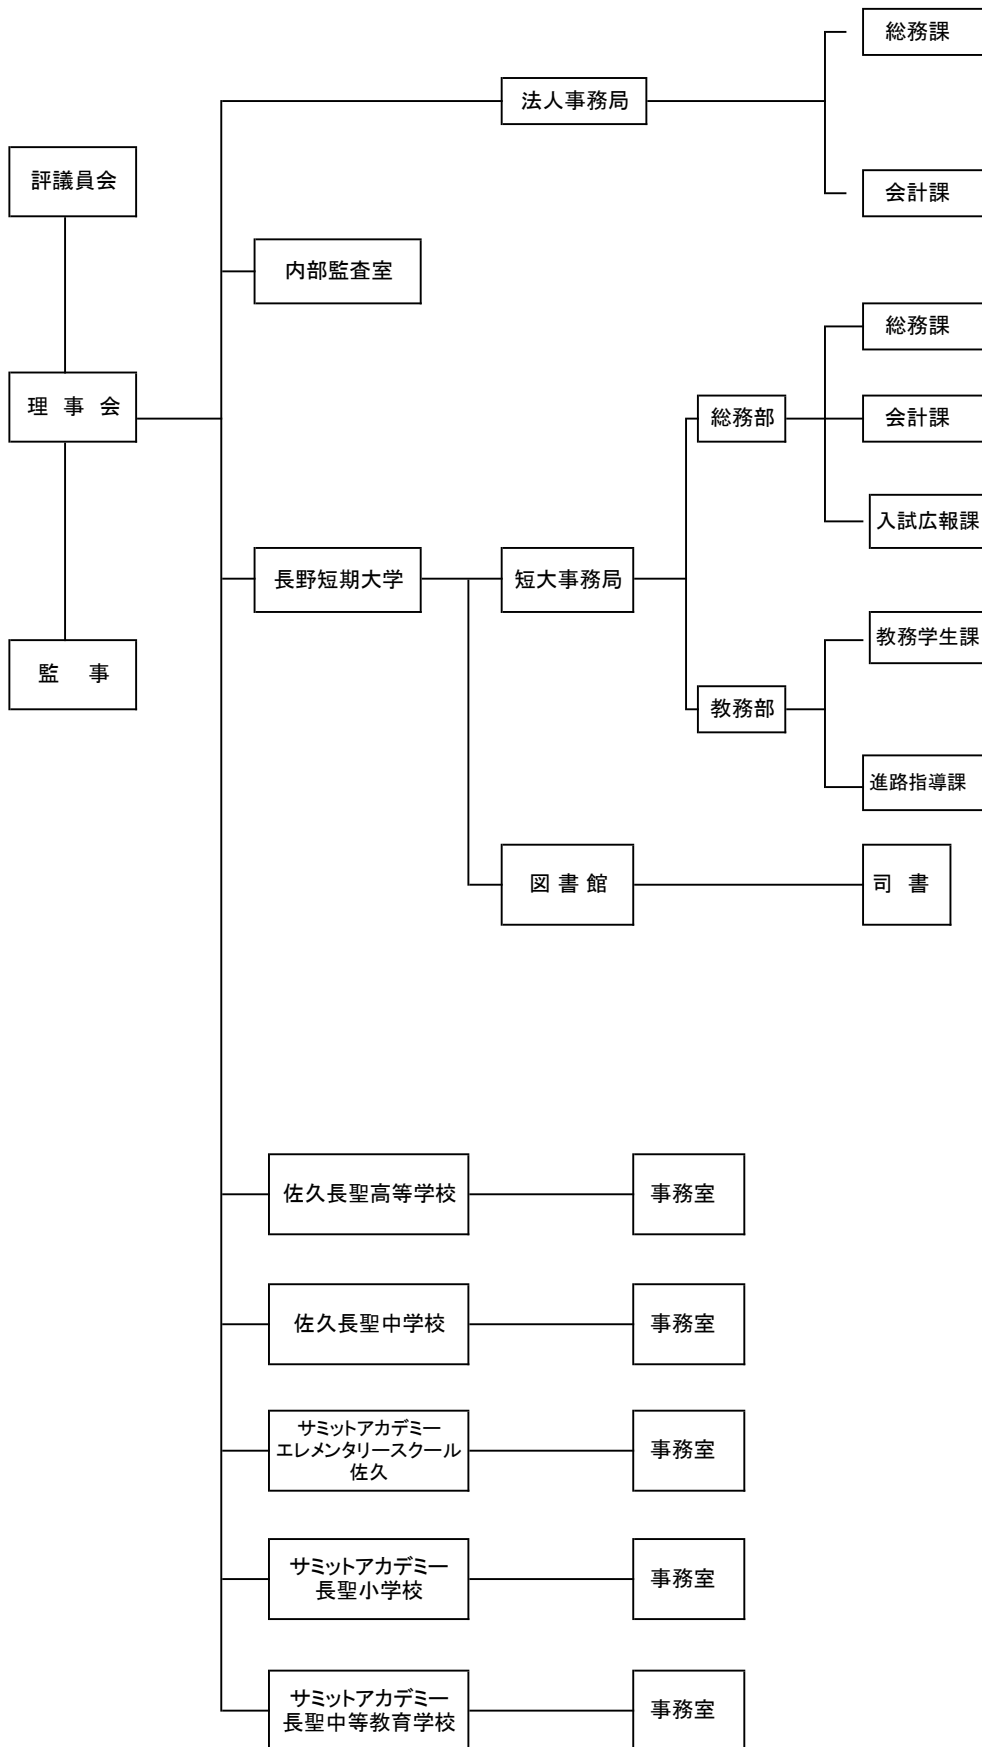 総務課
法人事務局
評議員会
会計課
内部監査室
総務課
理 事 会
総務部
会計課
入試広報課
長野短期大学
短大事務局
教務学生課
監 事
教務部
進路指導課
図 書 館
司 書
佐久長聖高等学校
事務室
佐久長聖中学校
事務室
サミットアカデミー
エレメンタリースクール
佐久
事務室
サミットアカデミー
長聖小学校
事務室
サミットアカデミー
長聖中等教育学校
事務室